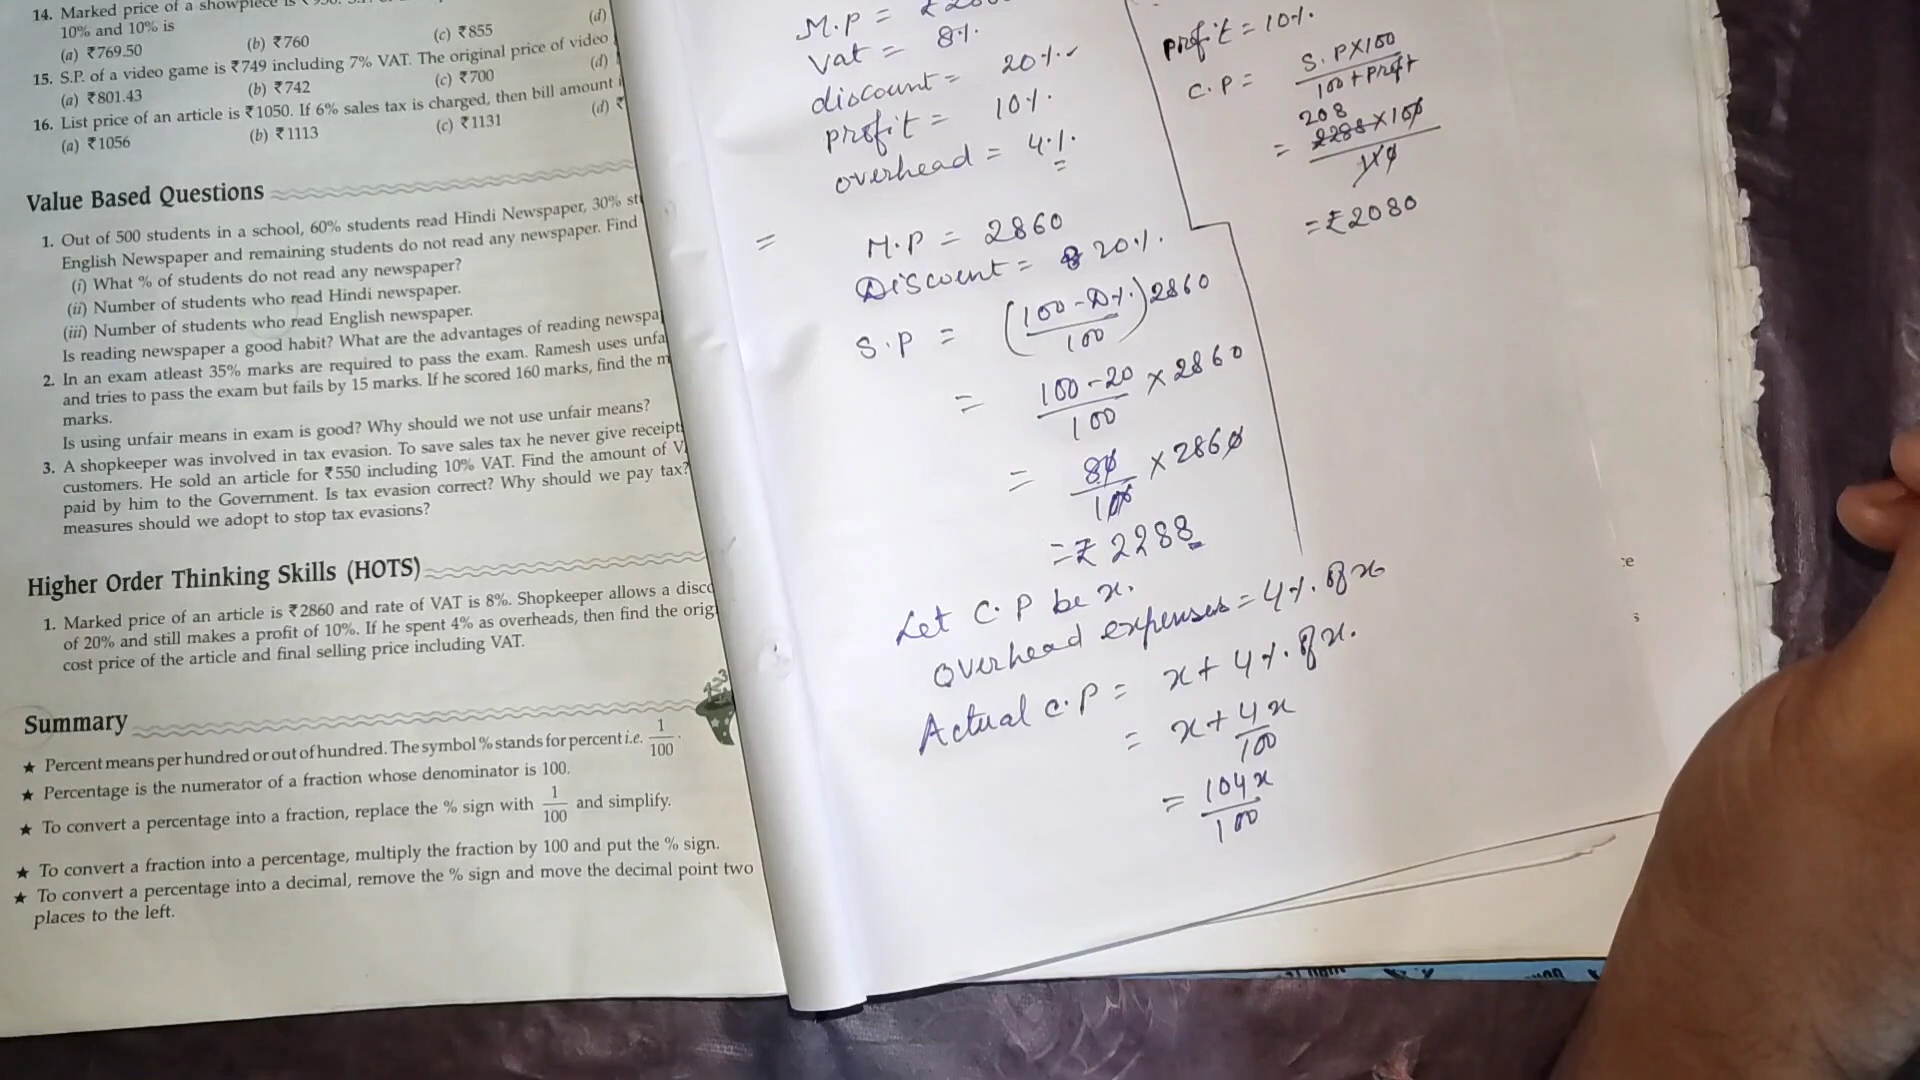 14. Marked price of a showpiece is
10% and 10% is
(a) ₹769.50 (b) ₹760 (c) ₹855 (d)
15. S.P. of a video game is ₹749 including 7% VAT. The original price of video
(a) ₹801.43 (b) ₹742 (c) ₹700 (d)
16. List price of an article is ₹1050. If 6% sales tax is charged, then bill amount
(a) ₹1056 (b) ₹1113 (c) ₹1131 (d) ₹
Value Based Questions
1. Out of 500 students in a school, 60% students read Hindi Newspaper, 30% st
English Newspaper and remaining students do not read any newspaper. Find
(i) What % of students do not read any newspaper?
(ii) Number of students who read Hindi newspaper.
(iii) Number of students who read English newspaper.
Is reading newspaper a good habit? What are the advantages of reading newspa
2. In an exam atleast 35% marks are required to pass the exam. Ramesh uses unfa
and tries to pass the exam but fails by 15 marks. If he scored 160 marks, find the m
marks.
Is using unfair means in exam is good? Why should we not use unfair means?
3. A shopkeeper was involved in tax evasion. To save sales tax he never give receipt
customers. He sold an article for ₹550 including 10% VAT. Find the amount of V
paid by him to the Government. Is tax evasion correct? Why should we pay tax?
measures should we adopt to stop tax evasions?
Higher Order Thinking Skills (HOTS)
1. Marked price of an article is ₹2860 and rate of VAT is 8%. Shopkeeper allows a disc
of 20% and still makes a profit of 10%. If he spent 4% as overheads, then find the orig
cost price of the article and final selling price including VAT.
Summary
★ Percent means per hundred or out of hundred. The symbol % stands for percent i.e. 1/100.
★ Percentage is the numerator of a fraction whose denominator is 100.
★ To convert a percentage into a fraction, replace the % sign with 1/100 and simplify.
★ To convert a fraction into a percentage, multiply the fraction by 100 and put the % sign.
★ To convert a percentage into a decimal, remove the % sign and move the decimal point two
places to the left.
M.P = ₹
Vat = 8%.
discount = 20%
profit = 10%.
overhead = 4%.
= M.P = 2860
Discount = 20%.
S.P = ((100-D%)/100) 2860
= (100-20)/100 × 2860
= 80/100 × 2860
= ₹ 2288
Let C.P be x.
Overhead expenses = 4% of x
Actual C.P = x + 4% of x.
= x + 4x/100
= 104x/100
profit = 10%.
C.P = (S.P×100)/(100+Profit)
208
= (2288×100)/110
= ₹2080